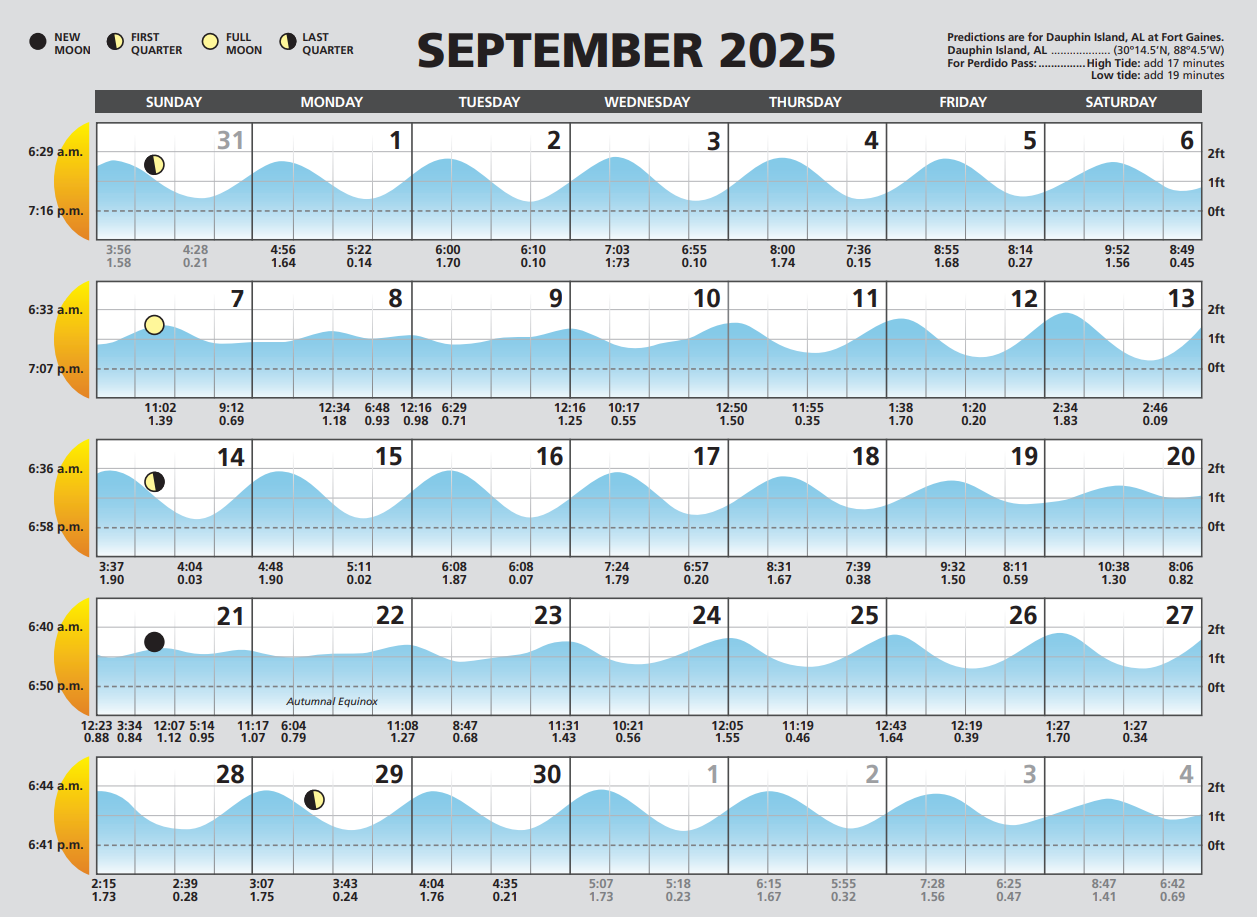 NEW MOON
FIRST QUARTER
FULL MOON
LAST QUARTER
SEPTEMBER 2025
Predictions are for Dauphin Island, AL at Fort Gaines.
Dauphin Island, AL ................... (30°14.5'N, 88°4.5'W)
For Perdido Pass:...............High Tide: add 17 minutes
Low tide: add 19 minutes
SUNDAY MONDAY TUESDAY WEDNESDAY THURSDAY FRIDAY SATURDAY
31 1 2 3 4 5 6
6:29 a.m. 2ft
1ft
7:16 p.m. 0ft
3:56 4:28 4:56 5:22 6:00 6:10 7:03 6:55 8:00 7:36 8:55 8:14 9:52 8:49
1.58 0.21 1.64 0.14 1.70 0.10 1:73 0.10 1.74 0.15 1.68 0.27 1.56 0.45
7 8 9 10 11 12 13
6:33 a.m. 2ft
1ft
7:07 p.m. 0ft
11:02 9:12 12:34 6:48 12:16 6:29 12:16 10:17 12:50 11:55 1:38 1:20 2:34 2:46
1.39 0.69 1.18 0.93 0.98 0.71 1.25 0.55 1.50 0.35 1.70 0.20 1.83 0.09
14 15 16 17 18 19 20
6:36 a.m. 2ft
1ft
6:58 p.m. 0ft
3:37 4:04 4:48 5:11 6:08 6:08 7:24 6:57 8:31 7:39 9:32 8:11 10:38 8:06
1.90 0.03 1.90 0.02 1.87 0.07 1.79 0.20 1.67 0.38 1.50 0.59 1.30 0.82
21 22 23 24 25 26 27
6:40 a.m. 2ft
1ft
6:50 p.m. 0ft
Autumnal Equinox
12:23 3:34 12:07 5:14 11:17 6:04 11:08 8:47 11:31 10:21 12:05 11:19 12:43 12:19 1:27 1:27
0.88 0.84 1.12 0.95 1.07 0.79 1.27 0.68 1.43 0.56 1.55 0.46 1.64 0.39 1.70 0.34
28 29 30 1 2 3 4
6:44 a.m. 2ft
1ft
6:41 p.m. 0ft
2:15 2:39 3:07 3:43 4:04 4:35 5:07 5:18 6:15 5:55 7:28 6:25 8:47 6:42
1.73 0.28 1.75 0.24 1.76 0.21 1.73 0.23 1.67 0.32 1.56 0.47 1.41 0.69